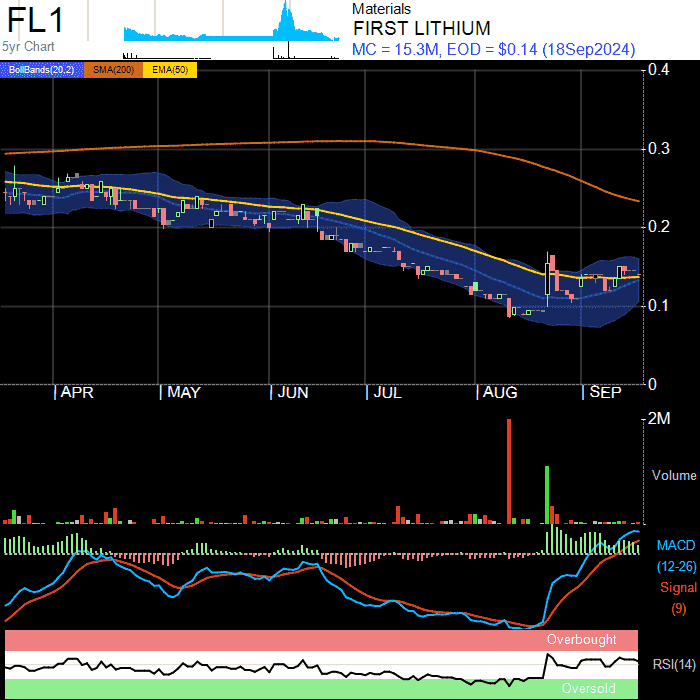 FL1
5yr Chart
Materials
FIRST LITHIUM
MC = 15.3M, EOD = $0.14 (18Sep2024)
BollBands(20,2) SMA(200) EMA(50)
0.4
0.3
0.2
0.1
0
APR MAY JUN JUL AUG SEP
2M
Volume
MACD
(12-26)
Signal
(9)
Overbought
RSI(14)
Oversold